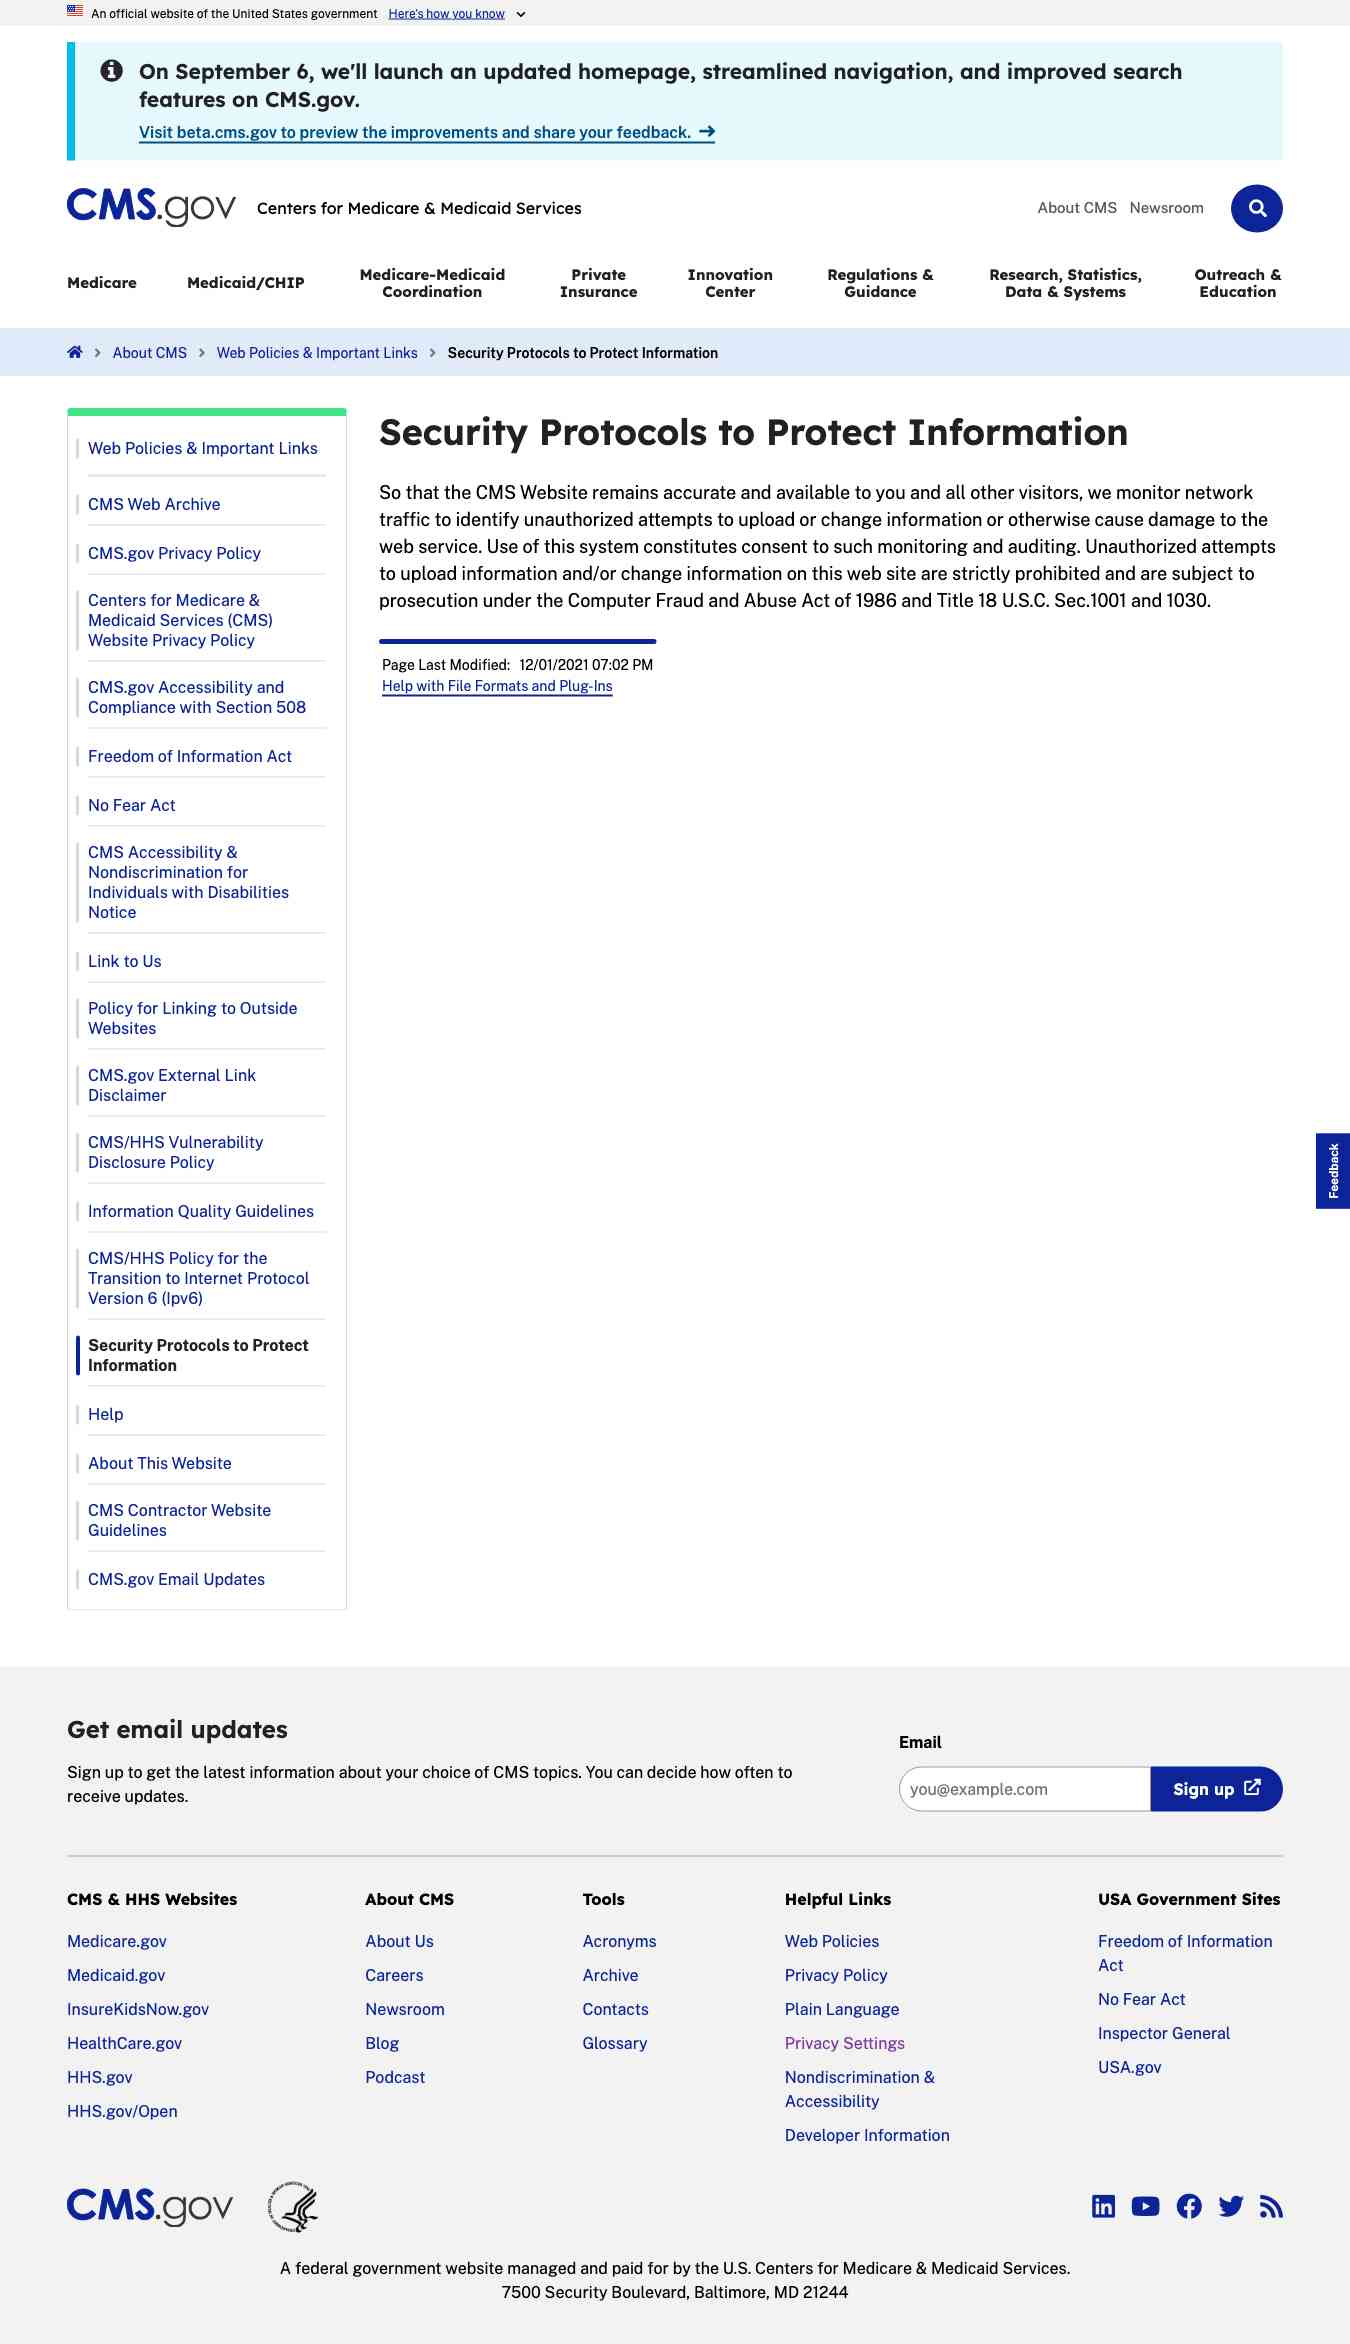 An official website of the United States government Here's how you know
On September 6, we'll launch an updated homepage, streamlined navigation, and improved search
features on CMS.gov.
Visit beta.cms.gov to preview the improvements and share your feedback.
CMS.gov Centers for Medicare & Medicaid Services
About CMS Newsroom
Medicare
Medicaid/CHIP
Medicare-Medicaid
Coordination
Private
Insurance
Innovation
Center
Regulations &
Guidance
Research, Statistics,
Data & Systems
Outreach &
Education
About CMS Web Policies & Important Links Security Protocols to Protect Information
Web Policies & Important Links
CMS Web Archive
CMS.gov Privacy Policy
Centers for Medicare &
Medicaid Services (CMS)
Website Privacy Policy
CMS.gov Accessibility and
Compliance with Section 508
Freedom of Information Act
No Fear Act
CMS Accessibility &
Nondiscrimination for
Individuals with Disabilities
Notice
Link to Us
Policy for Linking to Outside
Websites
CMS.gov External Link
Disclaimer
CMS/HHS Vulnerability
Disclosure Policy
Information Quality Guidelines
CMS/HHS Policy for the
Transition to Internet Protocol
Version 6 (Ipv6)
Security Protocols to Protect
Information
Help
About This Website
CMS Contractor Website
Guidelines
CMS.gov Email Updates
Security Protocols to Protect Information
So that the CMS Website remains accurate and available to you and all other visitors, we monitor network
traffic to identify unauthorized attempts to upload or change information or otherwise cause damage to the
web service. Use of this system constitutes consent to such monitoring and auditing. Unauthorized attempts
to upload information and/or change information on this web site are strictly prohibited and are subject to
prosecution under the Computer Fraud and Abuse Act of 1986 and Title 18 U.S.C. Sec.1001 and 1030.
Page Last Modified: 12/01/2021 07:02 PM
Help with File Formats and Plug-Ins
Feedback
Get email updates
Sign up to get the latest information about your choice of CMS topics. You can decide how often to
receive updates.
Email
you@example.com
Sign up
CMS & HHS Websites
Medicare.gov
Medicaid.gov
InsureKidsNow.gov
HealthCare.gov
HHS.gov
HHS.gov/Open
About CMS
About Us
Careers
Newsroom
Blog
Podcast
Tools
Acronyms
Archive
Contacts
Glossary
Helpful Links
Web Policies
Privacy Policy
Plain Language
Privacy Settings
Nondiscrimination &
Accessibility
Developer Information
USA Government Sites
Freedom of Information
Act
No Fear Act
Inspector General
USA.gov
CMS.gov
A federal government website managed and paid for by the U.S. Centers for Medicare & Medicaid Services.
7500 Security Boulevard, Baltimore, MD 21244